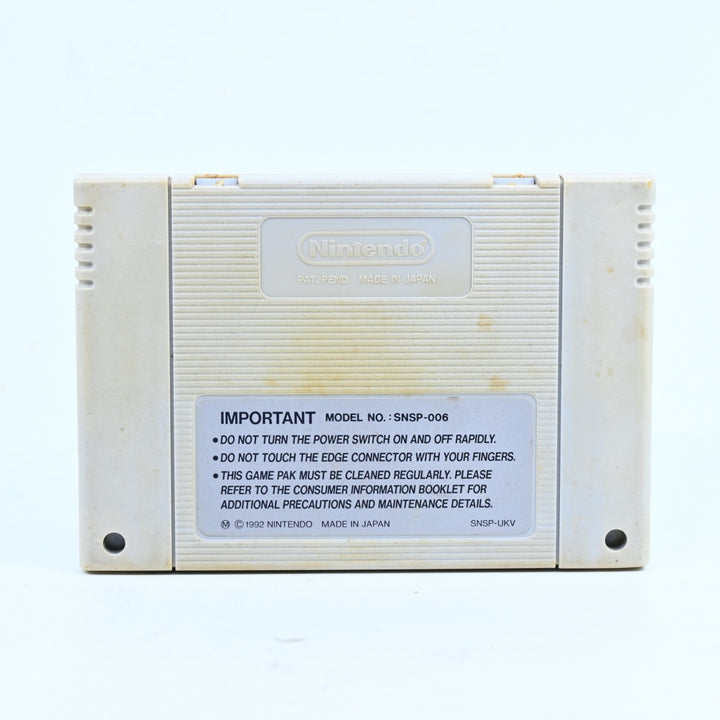 Nintendo
PAT. PEND. MADE IN JAPAN
IMPORTANT MODEL NO. : SNSP-006
• DO NOT TURN THE POWER SWITCH ON AND OFF RAPIDLY.
• DO NOT TOUCH THE EDGE CONNECTOR WITH YOUR FINGERS.
• THIS GAME PAK MUST BE CLEANED REGULARLY. PLEASE
REFER TO THE CONSUMER INFORMATION BOOKLET FOR
ADDITIONAL PRECAUTIONS AND MAINTENANCE DETAILS.
Ⓜ © 1992 NINTENDO MADE IN JAPAN SNSP-UKV